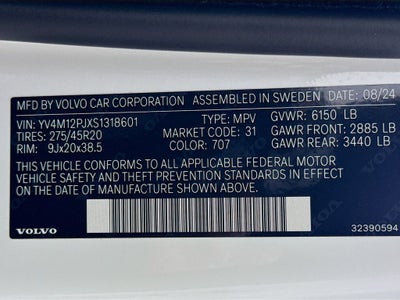 MFD BY VOLVO CAR CORPORATION ASSEMBLED IN SWEDEN DATE: 08/24
VIN: YV4M12PJXS1318601 TYPE: MPV GVWR: 6150 LB
TIRES: 275/45R20 MARKET CODE: 31 GAWR FRONT: 2885 LB
RIM: 9Jx20x38.5 COLOR: 707 GAWR REAR: 3440 LB
THIS VEHICLE CONFORMS TO ALL APPLICABLE FEDERAL MOTOR
VEHICLE SAFETY AND THEFT PREVENTION STANDARDS IN EFFECT
ON THE DATE OF MANUFACTURE SHOWN ABOVE.
VOLVO 32390594